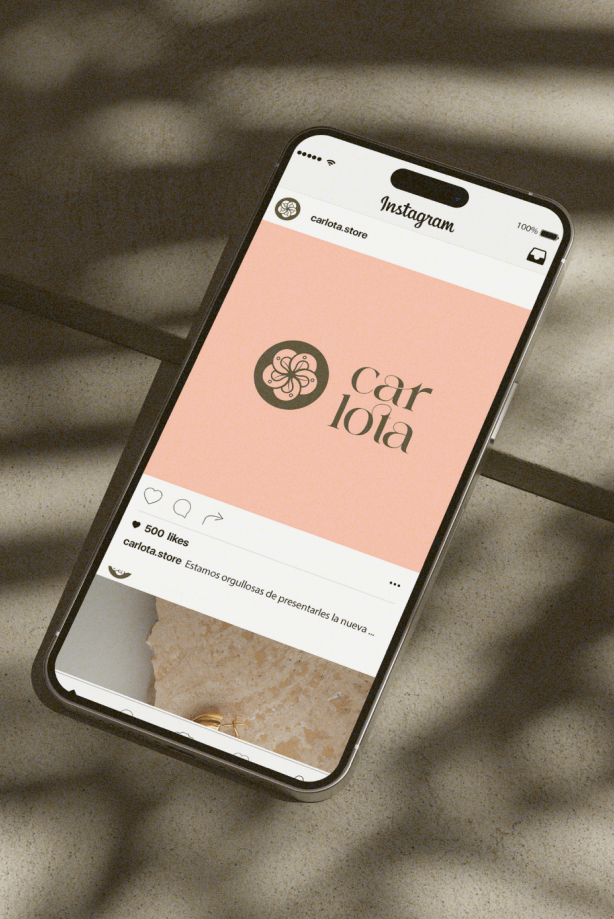 Instagram
100%
carlota.store
car
lota
500 likes
carlota.store Estamos orgullosas de presentarles la nueva ...